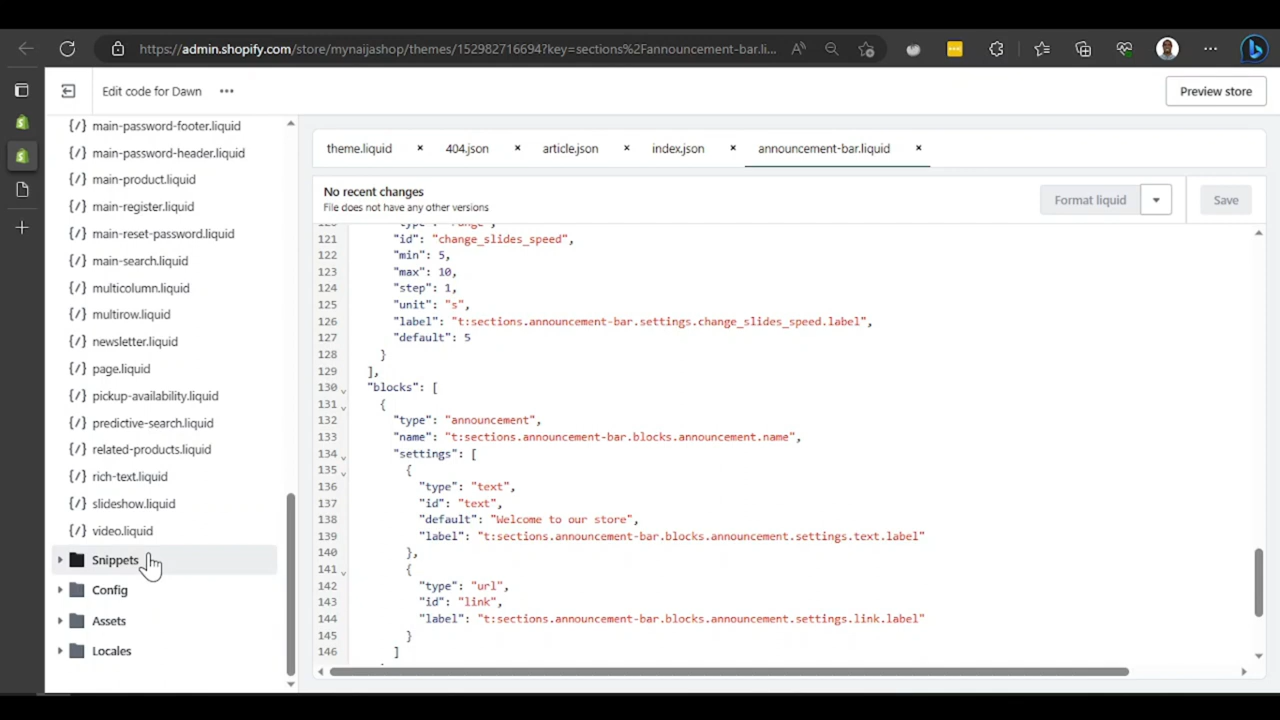 https://admin.shopify.com/store/mynaijashop/themes/152982716694?key=sections%2Fannouncement-bar.li...
Edit code for Dawn
Preview store
{/} main-password-footer.liquid
{/} main-password-header.liquid
{/} main-product.liquid
{/} main-register.liquid
{/} main-reset-password.liquid
{/} main-search.liquid
{/} multicolumn.liquid
{/} multirow.liquid
{/} newsletter.liquid
{/} page.liquid
{/} pickup-availability.liquid
{/} predictive-search.liquid
{/} related-products.liquid
{/} rich-text.liquid
{/} slideshow.liquid
{/} video.liquid
Snippets
Config
Assets
Locales
theme.liquid × 404.json × article.json × index.json × announcement-bar.liquid ×
No recent changes
File does not have any other versions
Format liquid
Save
120 "type": "range",
121 "id": "change_slides_speed",
122 "min": 5,
123 "max": 10,
124 "step": 1,
125 "unit": "s",
126 "label": "t:sections.announcement-bar.settings.change_slides_speed.label",
127 "default": 5
128 }
129 ],
130 "blocks": [
131 {
132 "type": "announcement",
133 "name": "t:sections.announcement-bar.blocks.announcement.name",
134 "settings": [
135 {
136 "type": "text",
137 "id": "text",
138 "default": "Welcome to our store",
139 "label": "t:sections.announcement-bar.blocks.announcement.settings.text.label"
140 },
141 {
142 "type": "url",
143 "id": "link",
144 "label": "t:sections.announcement-bar.blocks.announcement.settings.link.label"
145 }
146 ]